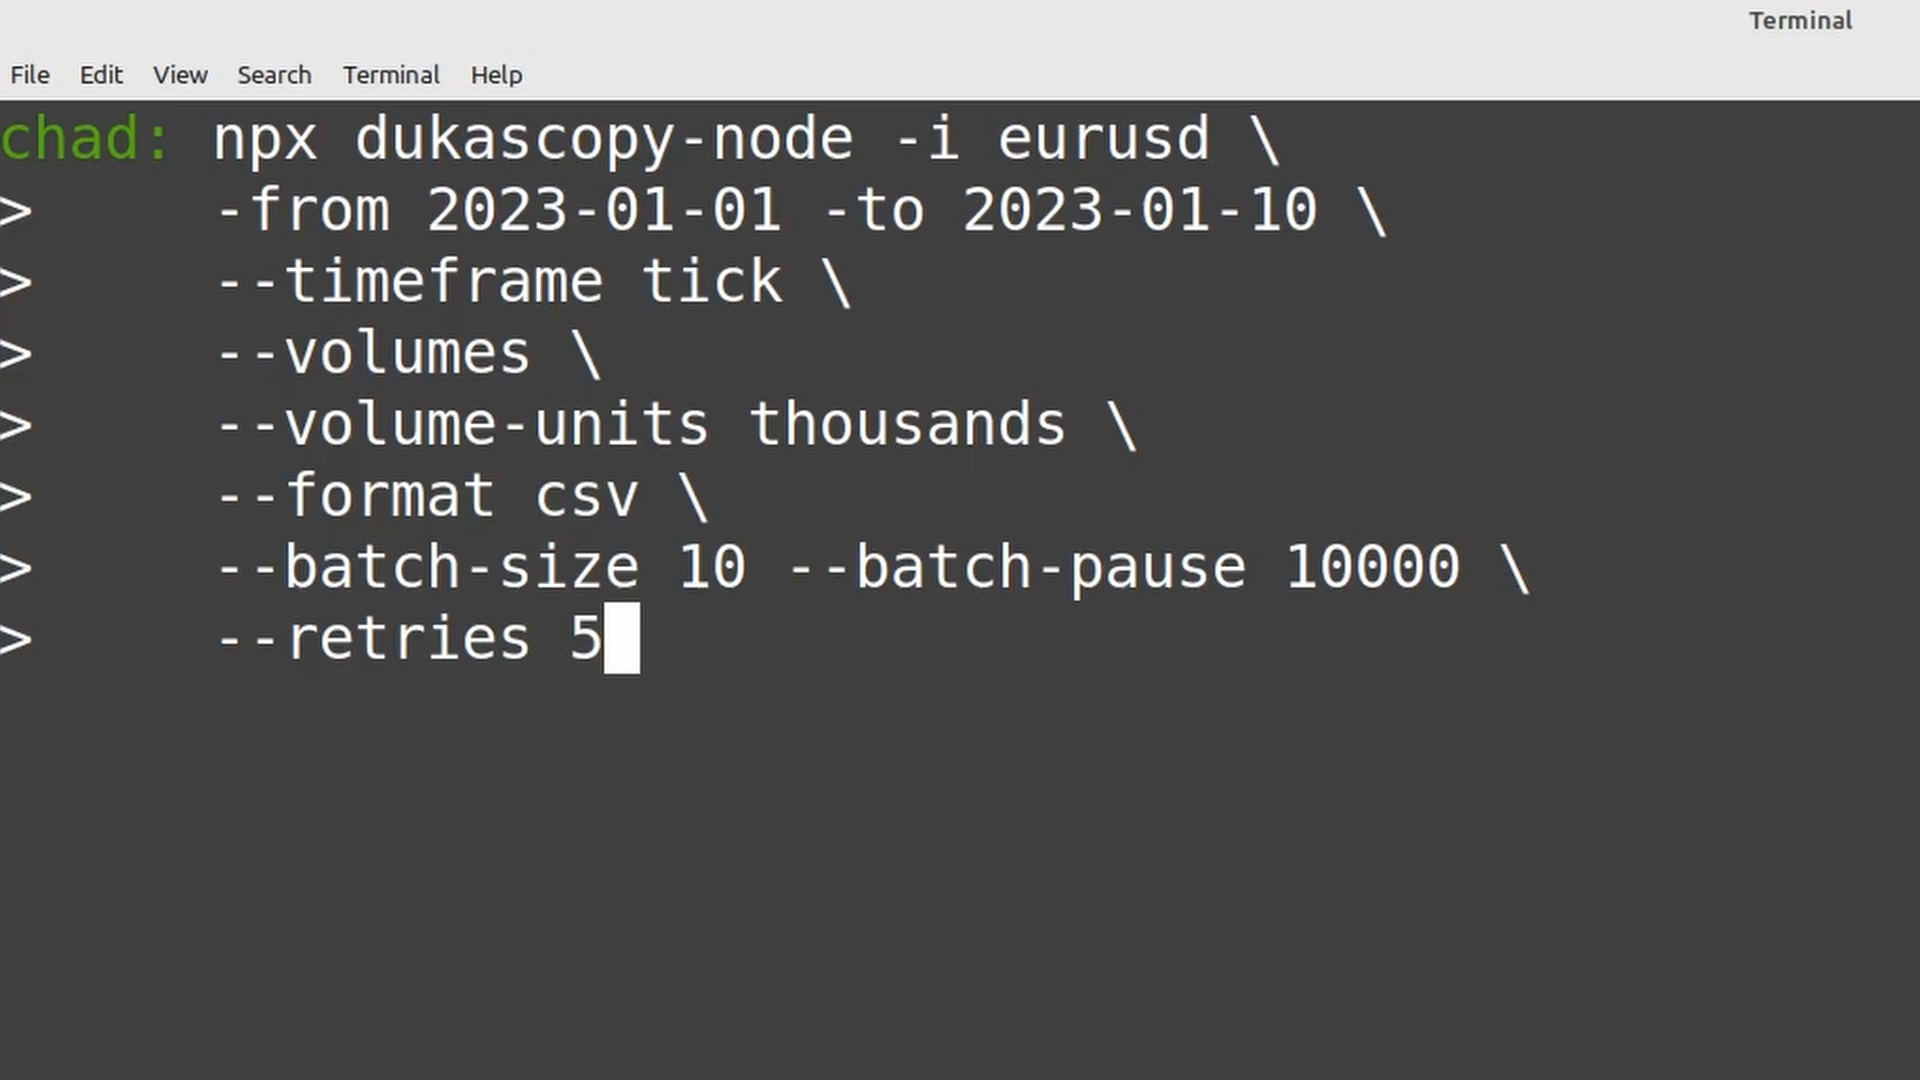 Terminal
File Edit View Search Terminal Help
chad: npx dukascopy-node -i eurusd \
> -from 2023-01-01 -to 2023-01-10 \
> --timeframe tick \
> --volumes \
> --volume-units thousands \
> --format csv \
> --batch-size 10 --batch-pause 10000 \
> --retries 5